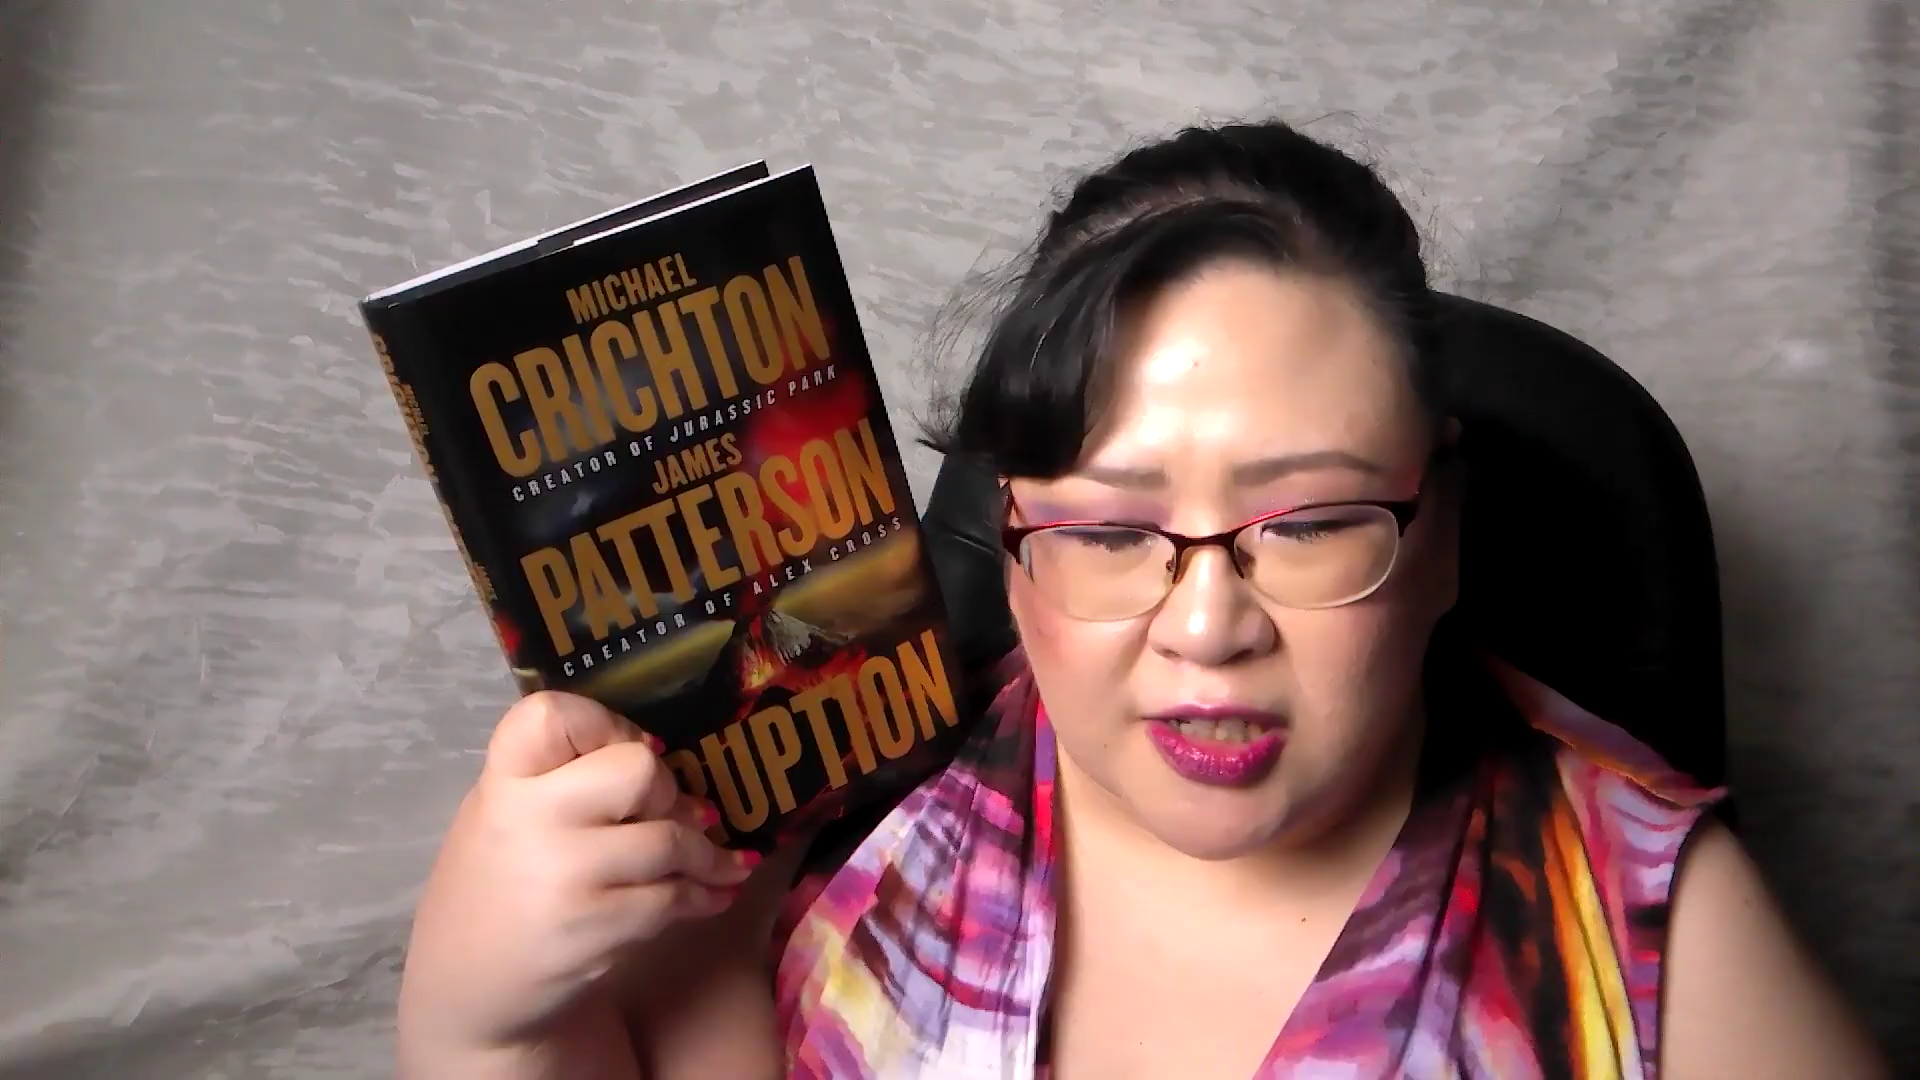 MICHAEL
CRICHTON
CREATOR OF JURASSIC PARK
JAMES
PATTERSON
CREATOR OF ALEX CROSS
RUPTION